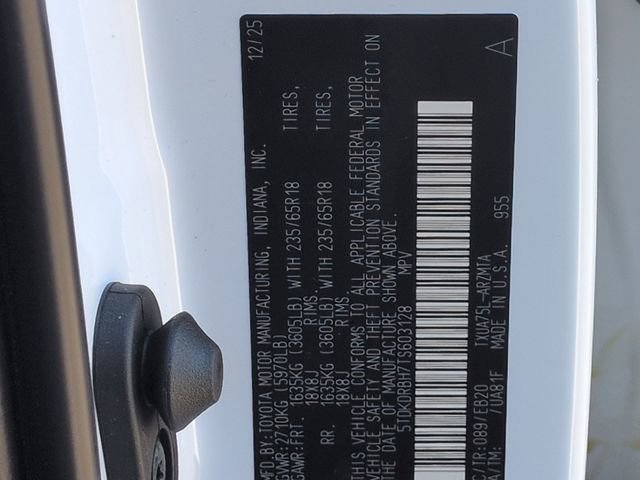 MFD.BY:TOYOTA MOTOR MANUFACTURING, INDIANA, INC. 12/25
GVWR:2710KG (5970LB)
GAWR:FRT. 1635KG (3605LB) WITH 235/65R18 TIRES,
18X8J RIMS,
RR. 1635KG (3605LB) WITH 235/65R18 TIRES,
18X8J RIMS.
THIS VEHICLE CONFORMS TO ALL APPLICABLE FEDERAL MOTOR
VEHICLE SAFETY AND THEFT PREVENTION STANDARDS IN EFFECT ON
THE DATE OF MANUFACTURE SHOWN ABOVE.
5TDKDRBH7TS603128 MPV
C/TR:089/EB20 TXUA75L-ARZMTA
A/TM: /UA81F MADE IN U.S.A. 955 A